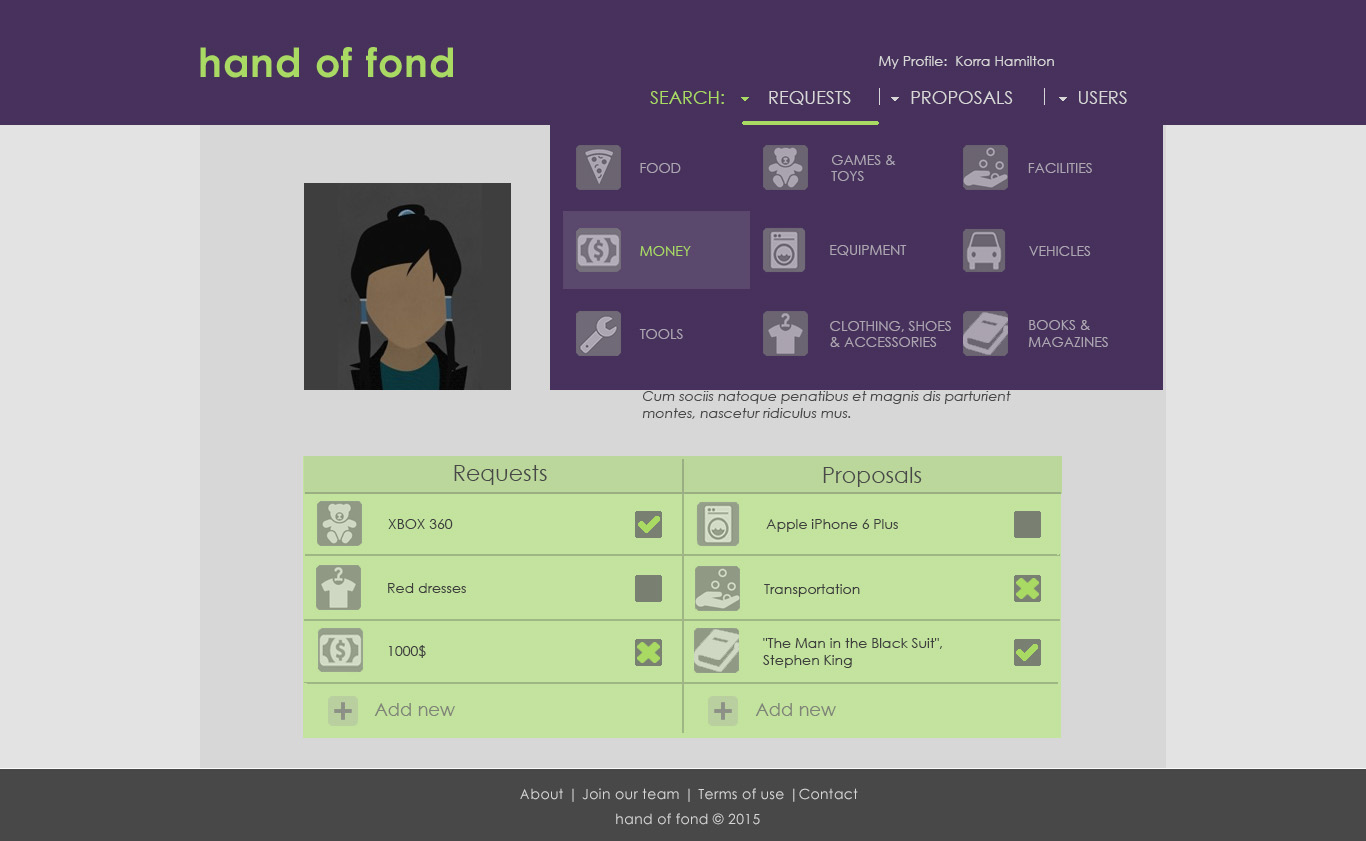 hand of fond
My Profile: Korra Hamilton
SEARCH: REQUESTS | PROPOSALS | USERS
FOOD
GAMES &
TOYS
FACILITIES
MONEY
EQUIPMENT
VEHICLES
TOOLS
CLOTHING, SHOES
& ACCESSORIES
BOOKS &
MAGAZINES
Cum sociis natoque penatibus et magnis dis parturient
montes, nascetur ridiculus mus.
Requests
Proposals
XBOX 360
Apple iPhone 6 Plus
Red dresses
Transportation
1000$
"The Man in the Black Suit",
Stephen King
Add new
Add new
About | Join our team | Terms of use |Contact
hand of fond © 2015